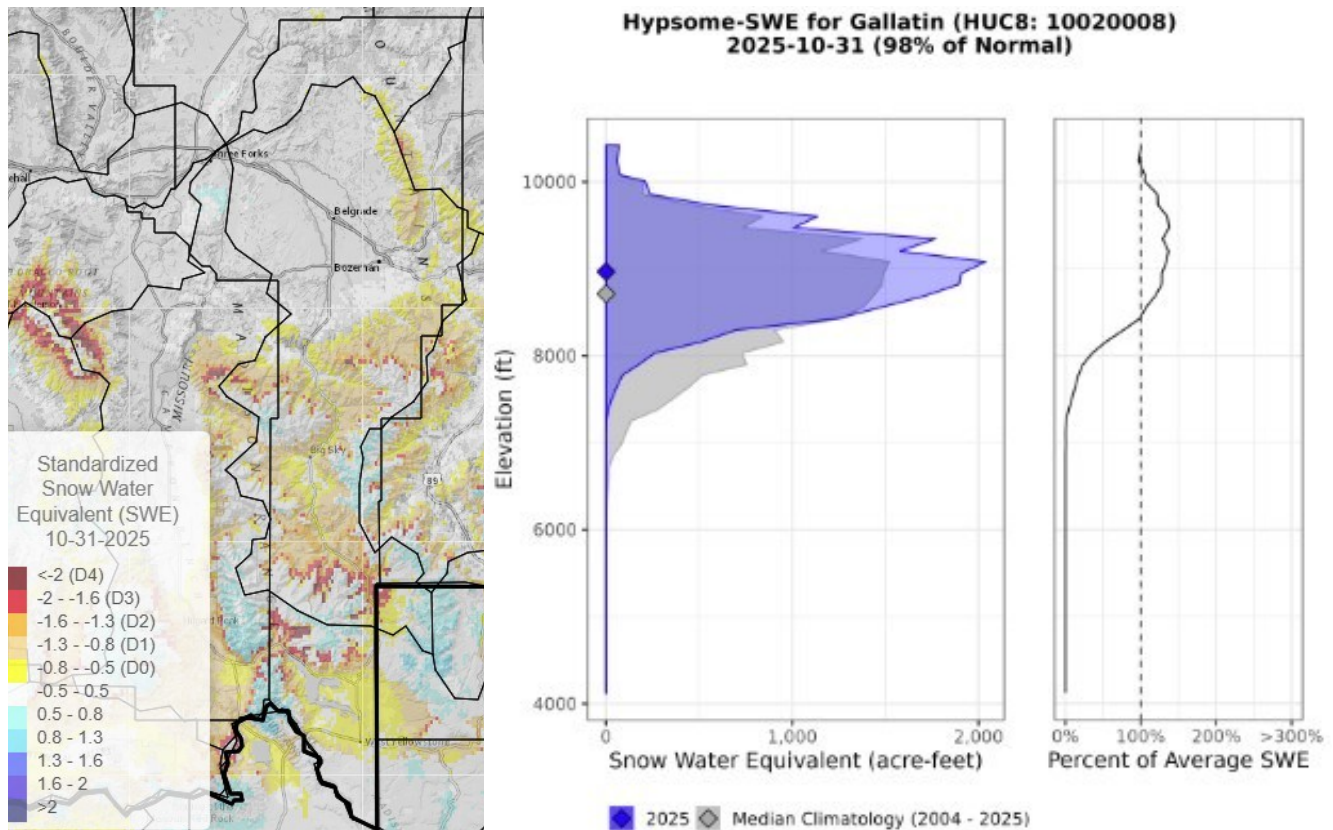 Hypsome-SWE for Gallatin (HUC8: 10020008)
2025-10-31 (98% of Normal)
BOULDER VALLEY
Three Forks
Belgrade
Bozeman
MISSOURI
Big Sky
89
West Yellowstone
Standardized
Snow Water
Equivalent (SWE)
10-31-2025
<-2 (D4)
-2 - -1.6 (D3)
-1.6 - -1.3 (D2)
-1.3 - -0.8 (D1)
-0.8 - -0.5 (D0)
-0.5 - 0.5
0.5 - 0.8
0.8 - 1.3
1.3 - 1.6
1.6 - 2
>2
Elevation (ft)
10000
8000
6000
4000
0
1,000
2,000
Snow Water Equivalent (acre-feet)
0%
100%
200%
>300%
Percent of Average SWE
2025
Median Climatology (2004 - 2025)